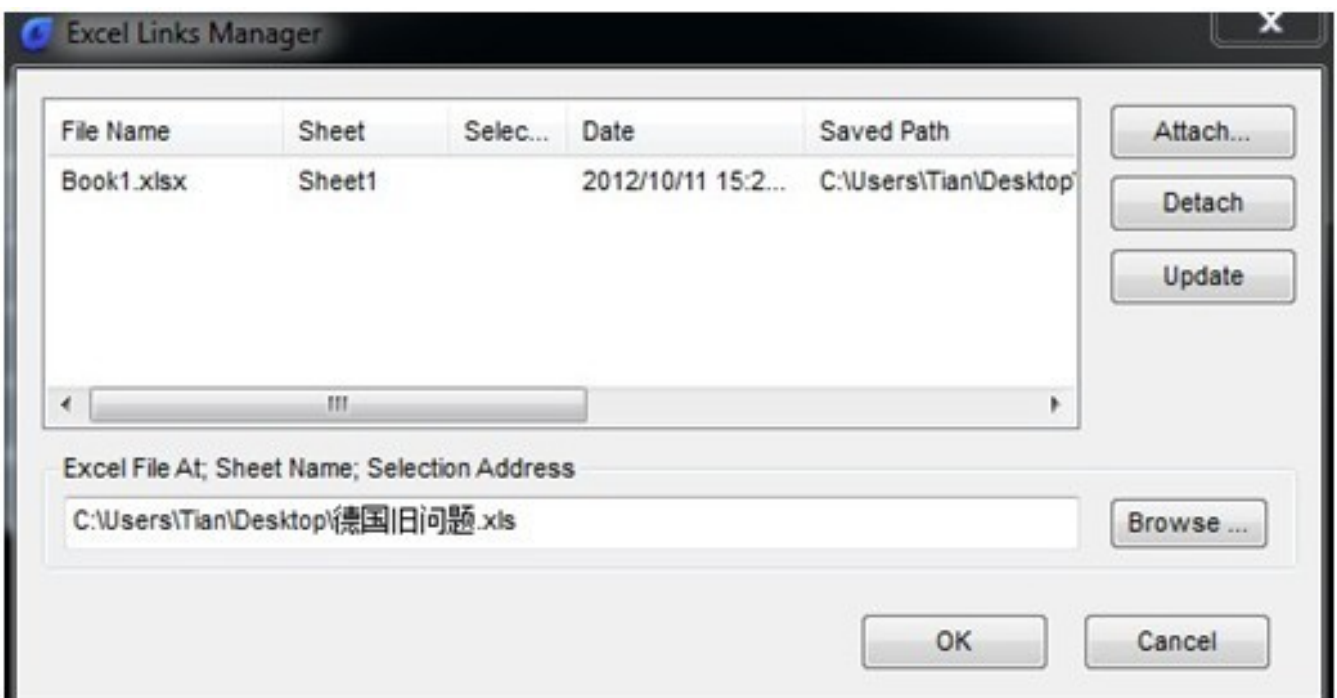 Excel Links Manager
File Name Sheet Selec... Date Saved Path
Book1.xlsx Sheet1 2012/10/11 15:2... C:\Users\Tian\Desktop\
Attach...
Detach
Update
Excel File At; Sheet Name; Selection Address
C:\Users\Tian\Desktop\德国旧问题.xls
Browse ...
OK Cancel